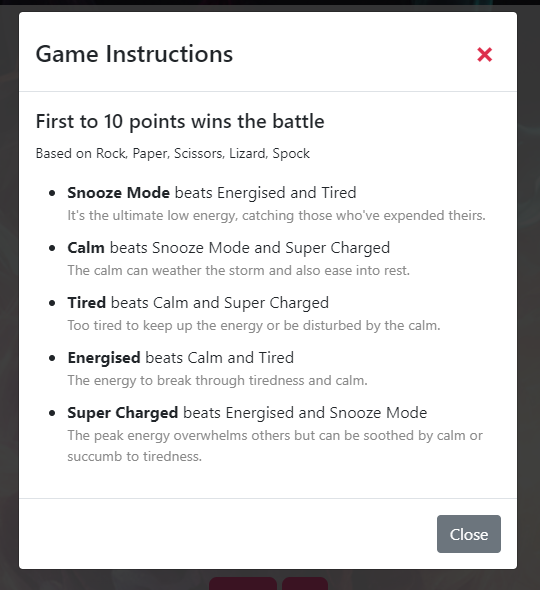 Game Instructions
First to 10 points wins the battle
Based on Rock, Paper, Scissors, Lizard, Spock
Snooze Mode beats Energised and Tired
It's the ultimate low energy, catching those who've expended theirs.
Calm beats Snooze Mode and Super Charged
The calm can weather the storm and also ease into rest.
Tired beats Calm and Super Charged
Too tired to keep up the energy or be disturbed by the calm.
Energised beats Calm and Tired
The energy to break through tiredness and calm.
Super Charged beats Energised and Snooze Mode
The peak energy overwhelms others but can be soothed by calm or
succumb to tiredness.
Close